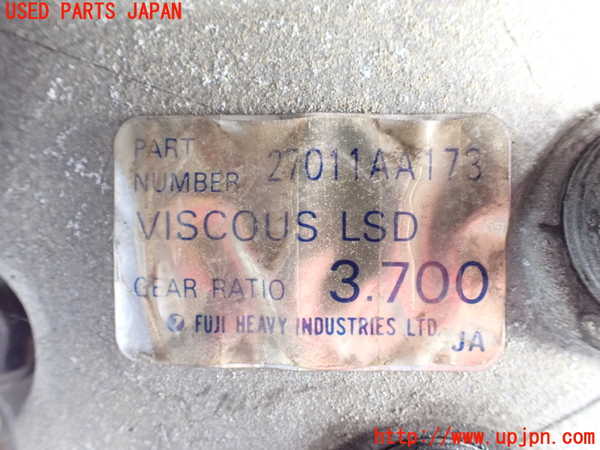 USED PARTS JAPAN
PART
NUMBER 27011AA173
VISCOUS LSD
GEAR RATIO 3.700
FUJI HEAVY INDUSTRIES LTD.
JA
http://www.upjpn.com/